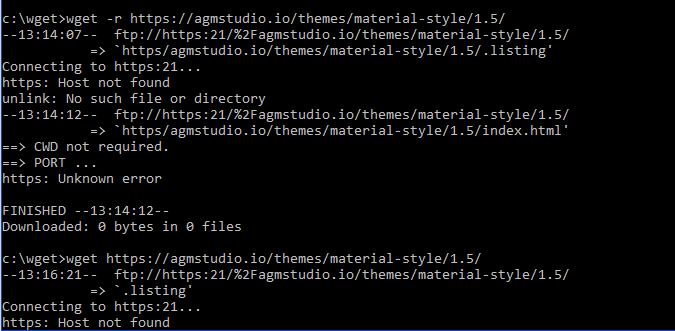 c:\wget>wget -r https://agmstudio.io/themes/material-style/1.5/
--13:14:07--  ftp://https:21/%2Fagmstudio.io/themes/material-style/1.5/
           => `https/agmstudio.io/themes/material-style/1.5/.listing'
Connecting to https:21...
https: Host not found
unlink: No such file or directory
--13:14:12--  ftp://https:21/%2Fagmstudio.io/themes/material-style/1.5/
           => `https/agmstudio.io/themes/material-style/1.5/index.html'
==> CWD not required.
==> PORT ...
https: Unknown error
FINISHED --13:14:12--
Downloaded: 0 bytes in 0 files
c:\wget>wget https://agmstudio.io/themes/material-style/1.5/
--13:16:21--  ftp://https:21/%2Fagmstudio.io/themes/material-style/1.5/
           => `.listing'
Connecting to https:21...
https: Host not found